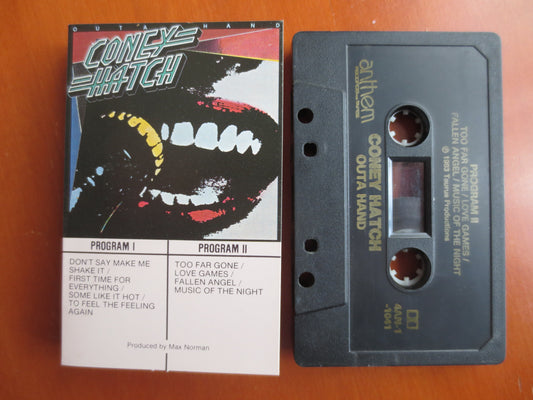 OUTA HAND
CONEY
HATCH
PROGRAM I
DON'T SAY MAKE ME
SHAKE IT /
FIRST TIME FOR
EVERYTHING /
SOME LIKE IT HOT /
TO FEEL THE FEELING
AGAIN
PROGRAM II
TOO FAR GONE /
LOVE GAMES /
FALLEN ANGEL /
MUSIC OF THE NIGHT
Produced by Max Norman
anthem
CONEY HATCH
OUTA HAND
PROGRAM II
TOO FAR GONE / LOVE GAMES /
FALLEN ANGEL / MUSIC OF THE NIGHT
℗ 1983 Taurus Productions
4AN-1
-1041